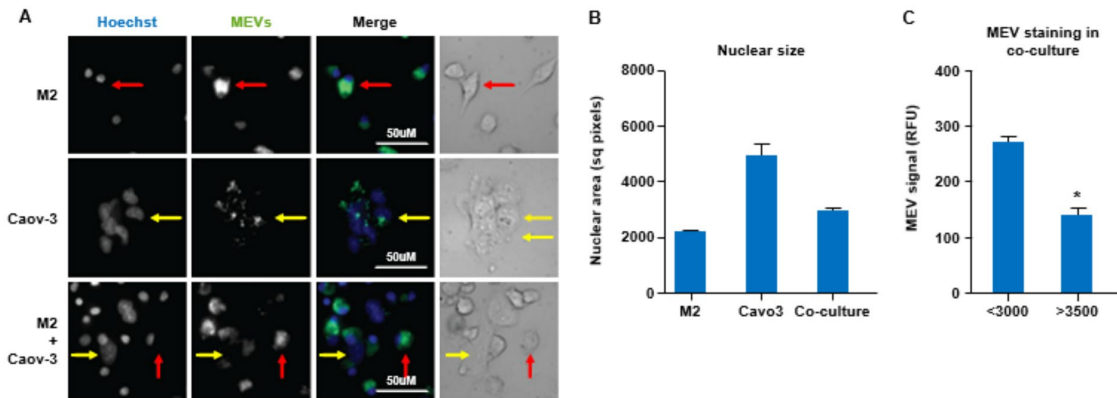 A
Hoechst
MEVs
Merge
M2
50uM
Caov-3
50uM
M2
+
Caov-3
50uM
B
Nuclear size
Nuclear area (sq pixels)
8000
6000
4000
2000
0
M2
Cavo3
Co-culture
C
MEV staining in
co-culture
MEV signal (RFU)
400
300
200
100
0
*
<3000
>3500